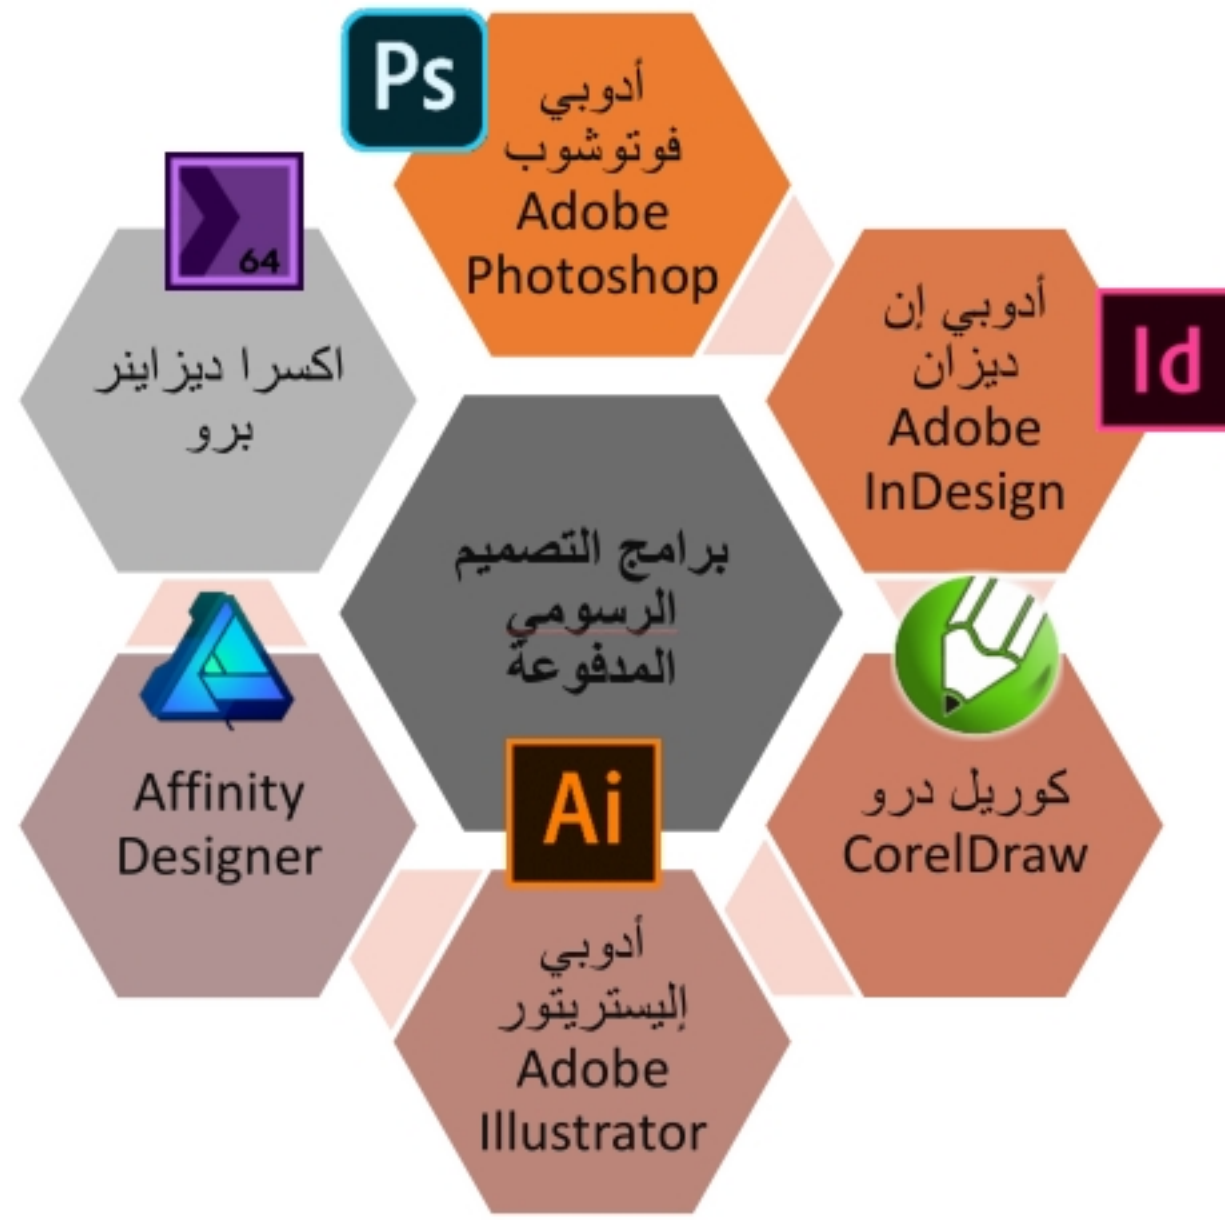 Ps
أدوبي
فوتوشوب
Adobe
Photoshop
أدوبي إن
ديزان
Adobe
InDesign
Id
كوريل درو
CorelDraw
Ai
أدوبي
إليستريتور
Adobe
Illustrator
Affinity
Designer
64
اكسرا ديزاينر
برو
برامج التصميم
الرسومي
المدفوعة